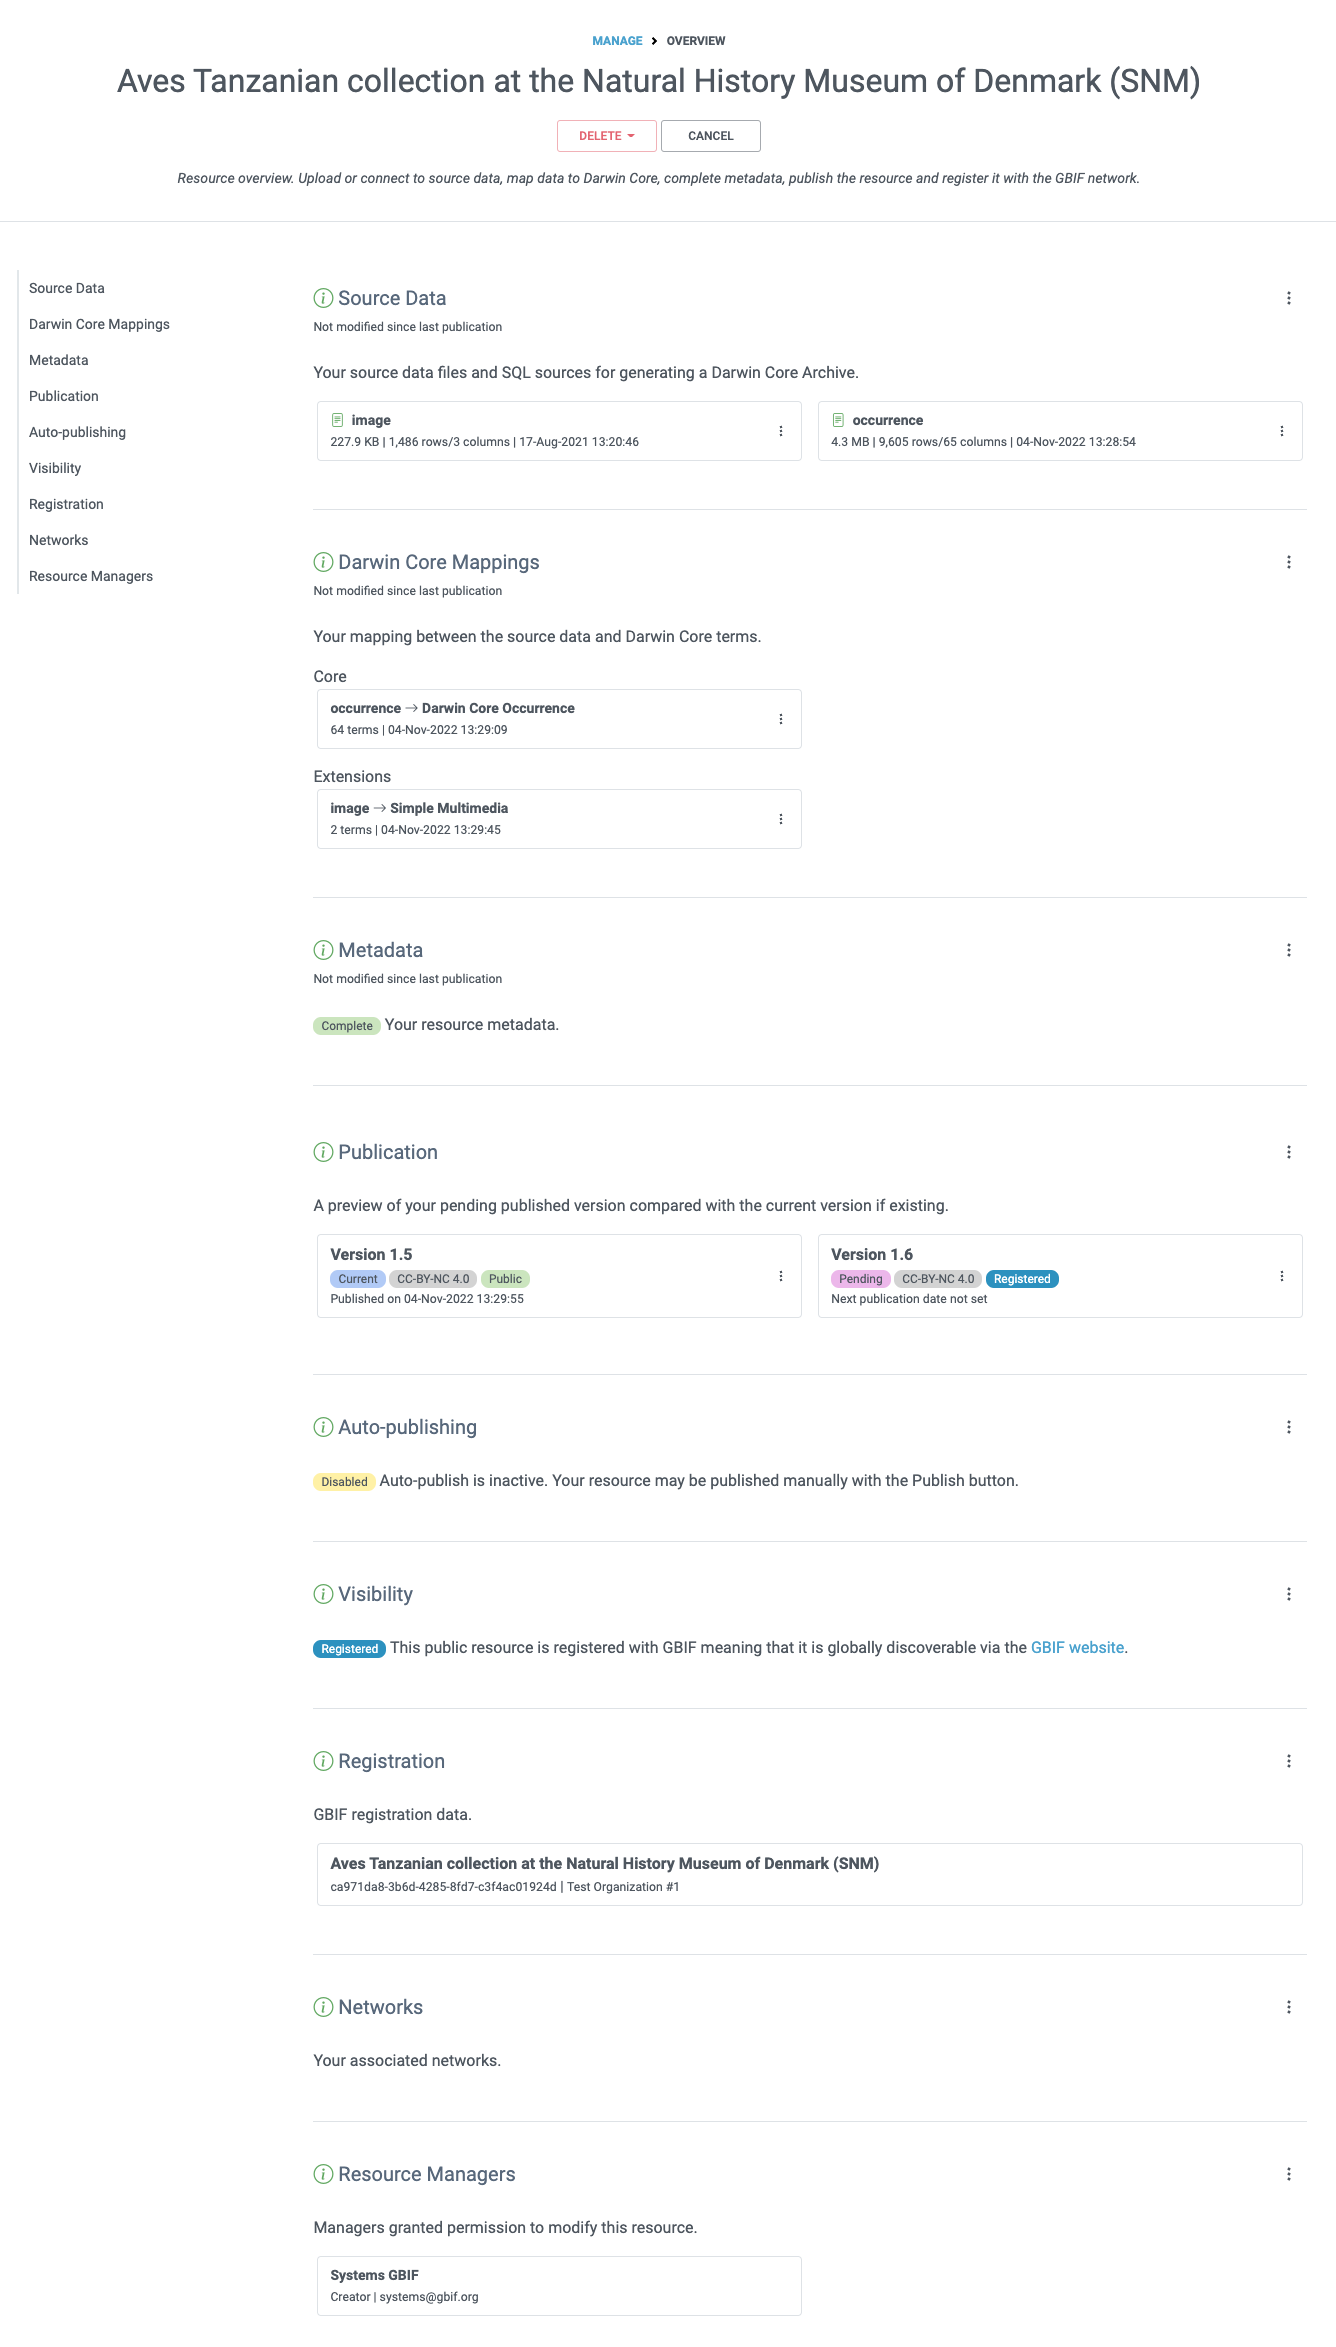 MANAGE > OVERVIEW
Aves Tanzanian collection at the Natural History Museum of Denmark (SNM)
DELETE CANCEL
Resource overview. Upload or connect to source data, map data to Darwin Core, complete metadata, publish the resource and register it with the GBIF network.
Source Data
Darwin Core Mappings
Metadata
Publication
Auto-publishing
Visibility
Registration
Networks
Resource Managers
Source Data
Not modified since last publication
Your source data files and SQL sources for generating a Darwin Core Archive.
image
227.9 KB | 1,486 rows/3 columns | 17-Aug-2021 13:20:46
occurrence
4.3 MB | 9,605 rows/65 columns | 04-Nov-2022 13:28:54
Darwin Core Mappings
Not modified since last publication
Your mapping between the source data and Darwin Core terms.
Core
occurrence → Darwin Core Occurrence
64 terms | 04-Nov-2022 13:29:09
Extensions
image → Simple Multimedia
2 terms | 04-Nov-2022 13:29:45
Metadata
Not modified since last publication
Complete Your resource metadata.
Publication
A preview of your pending published version compared with the current version if existing.
Version 1.5
Current CC-BY-NC 4.0 Public
Published on 04-Nov-2022 13:29:55
Version 1.6
Pending CC-BY-NC 4.0 Registered
Next publication date not set
Auto-publishing
Disabled Auto-publish is inactive. Your resource may be published manually with the Publish button.
Visibility
Registered This public resource is registered with GBIF meaning that it is globally discoverable via the GBIF website.
Registration
GBIF registration data.
Aves Tanzanian collection at the Natural History Museum of Denmark (SNM)
ca971da8-3b6d-4285-8fd7-c3f4ac01924d | Test Organization #1
Networks
Your associated networks.
Resource Managers
Managers granted permission to modify this resource.
Systems GBIF
Creator | systems@gbif.org